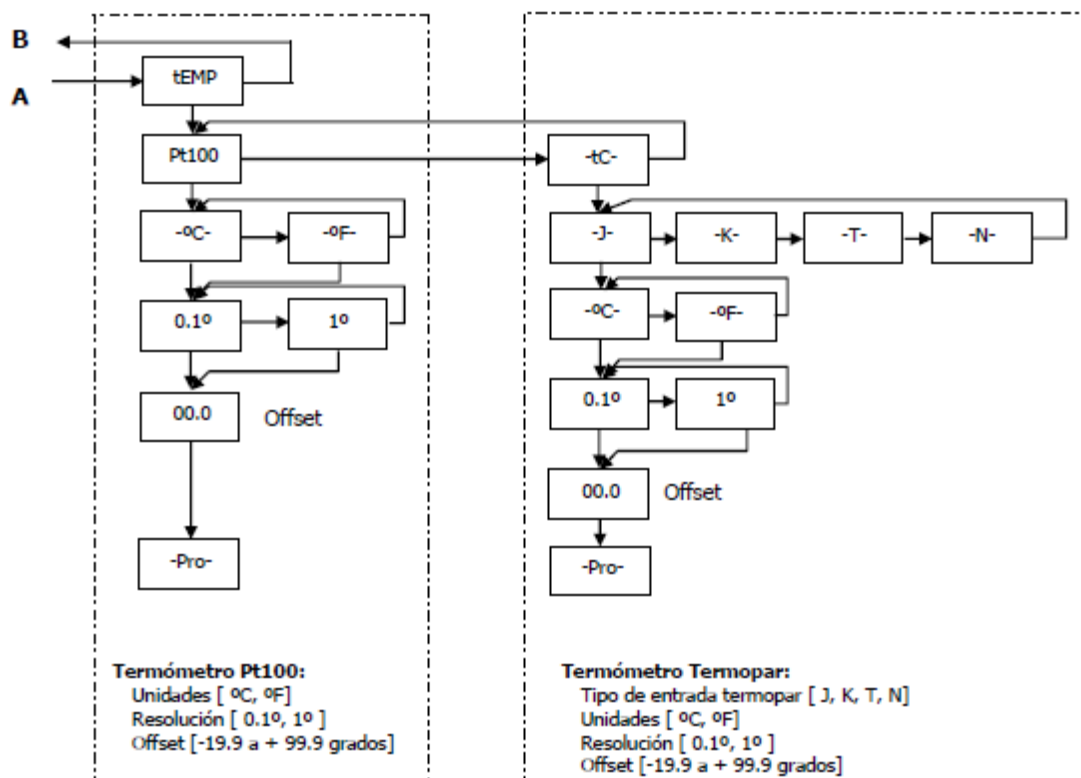 B
tEMP
A
Pt100
-tC-
-ºC-
-ºF-
-J-
-K-
-T-
-N-
0.1º
1º
-ºC-
-ºF-
00.0
Offset
0.1º
1º
00.0
Offset
-Pro-
-Pro-
Termómetro Pt100:
Unidades [ ºC, ºF]
Resolución [ 0.1º, 1º ]
Offset [-19.9 a + 99.9 grados]
Termómetro Termopar:
Tipo de entrada termopar [ J, K, T, N]
Unidades [ ºC, ºF]
Resolución [ 0.1º, 1º ]
Offset [-19.9 a + 99.9 grados]